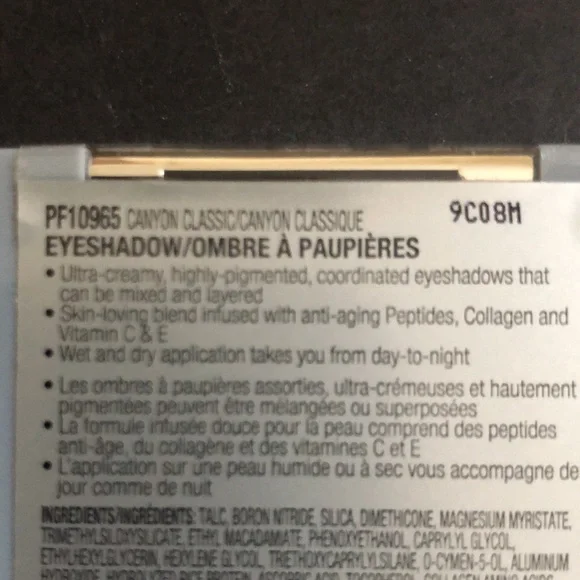 PF10965 CANYON CLASSIC/CANYON CLASSIQUE 9C08M
EYESHADOW/OMBRE À PAUPIÈRES
• Ultra-creamy, highly-pigmented, coordinated eyeshadows that
can be mixed and layered
• Skin-loving blend infused with anti-aging Peptides, Collagen and
Vitamin C & E
• Wet and dry application takes you from day-to-night
• Les ombres à paupières assorties, ultra-crémeuses et hautement
pigmentées peuvent être mélangées ou superposées
• La formule infusée douce pour la peau comprend des peptides
anti-âge, du collagène et des vitamines C et E
• L'application sur une peau humide ou à sec vous accompagne de
jour comme de nuit
INGREDIENTS/INGRÉDIENTS: TALC, BORON NITRIDE, SILICA, DIMETHICONE, MAGNESIUM MYRISTATE,
TRIMETHYLSILOXYSILICATE, ETHYL MACADAMIATE, PHENOXYETHANOL, CAPRYLYL GLYCOL,
ETHYLHEXYLGLYCERIN, HEXYLENE GLYCOL, TRIETHOXYCAPRYLYLSILANE, O-CYMEN-5-OL, ALUMINUM